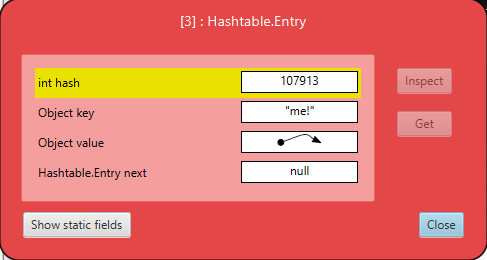 [3] : Hashtable.Entry
int hash 107913 Inspect
Object key "me!" Get
Object value
Hashtable.Entry next null
Show static fields Close